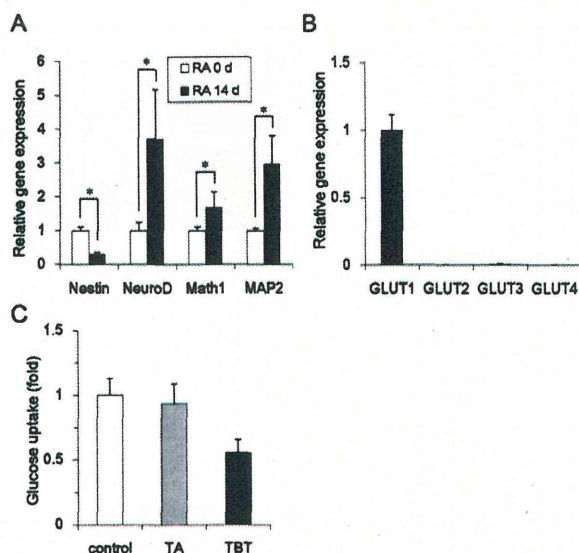 A
Relative gene expression
6
5
4
3
2
1
0
RA 0 d
RA 14 d
*
*
*
*
Nestin NeuroD Math1 MAP2
B
Relative gene expression
1.5
1
0.5
0
GLUT1 GLUT2 GLUT3 GLUT4
C
Glucose uptake (fold)
1.5
1
0.5
0
control TA TBT